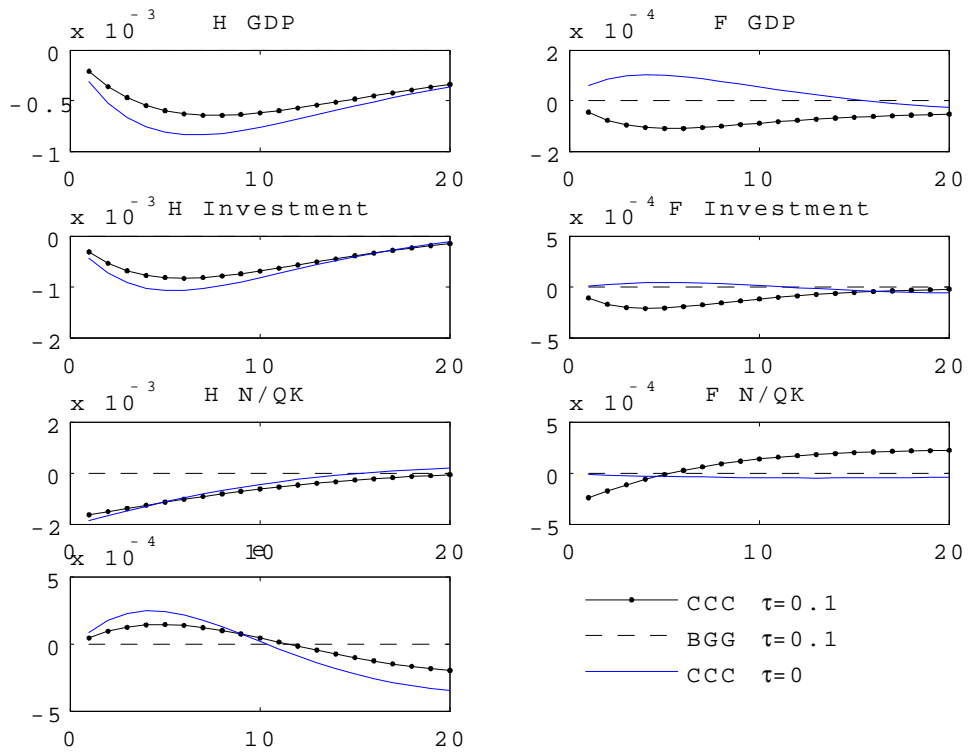 x 10 -3
H GDP
0
-0.5
-1
0
10
20
x 10 -4
F GDP
2
0
-2
0
10
20
x 10 -3
H Investment
0
-1
-2
0
10
20
x 10 -4
F Investment
5
0
-5
0
10
20
x 10 -3
H N/QK
2
0
-2
0
10
20
x 10 -4
F N/QK
5
0
-5
0
10
20
x 10 -4
e
5
0
-5
0
10
20
CCC τ=0.1
BGG τ=0.1
CCC τ=0